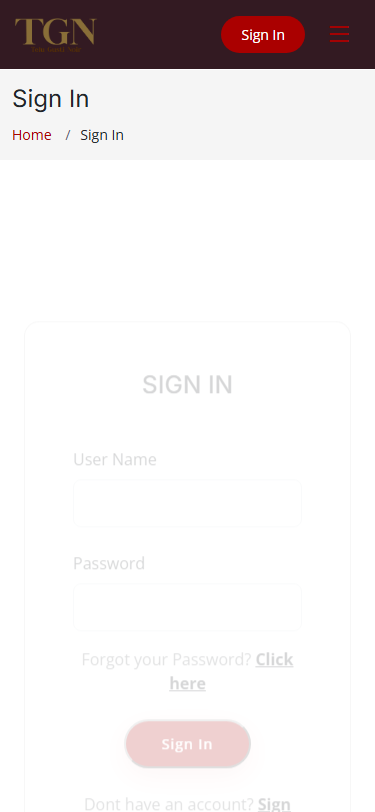 TGN
Sign In
Sign In
Home / Sign In
SIGN IN
User Name
Password
Forgot your Password? Click
here
Sign In
Dont have an account? Sign